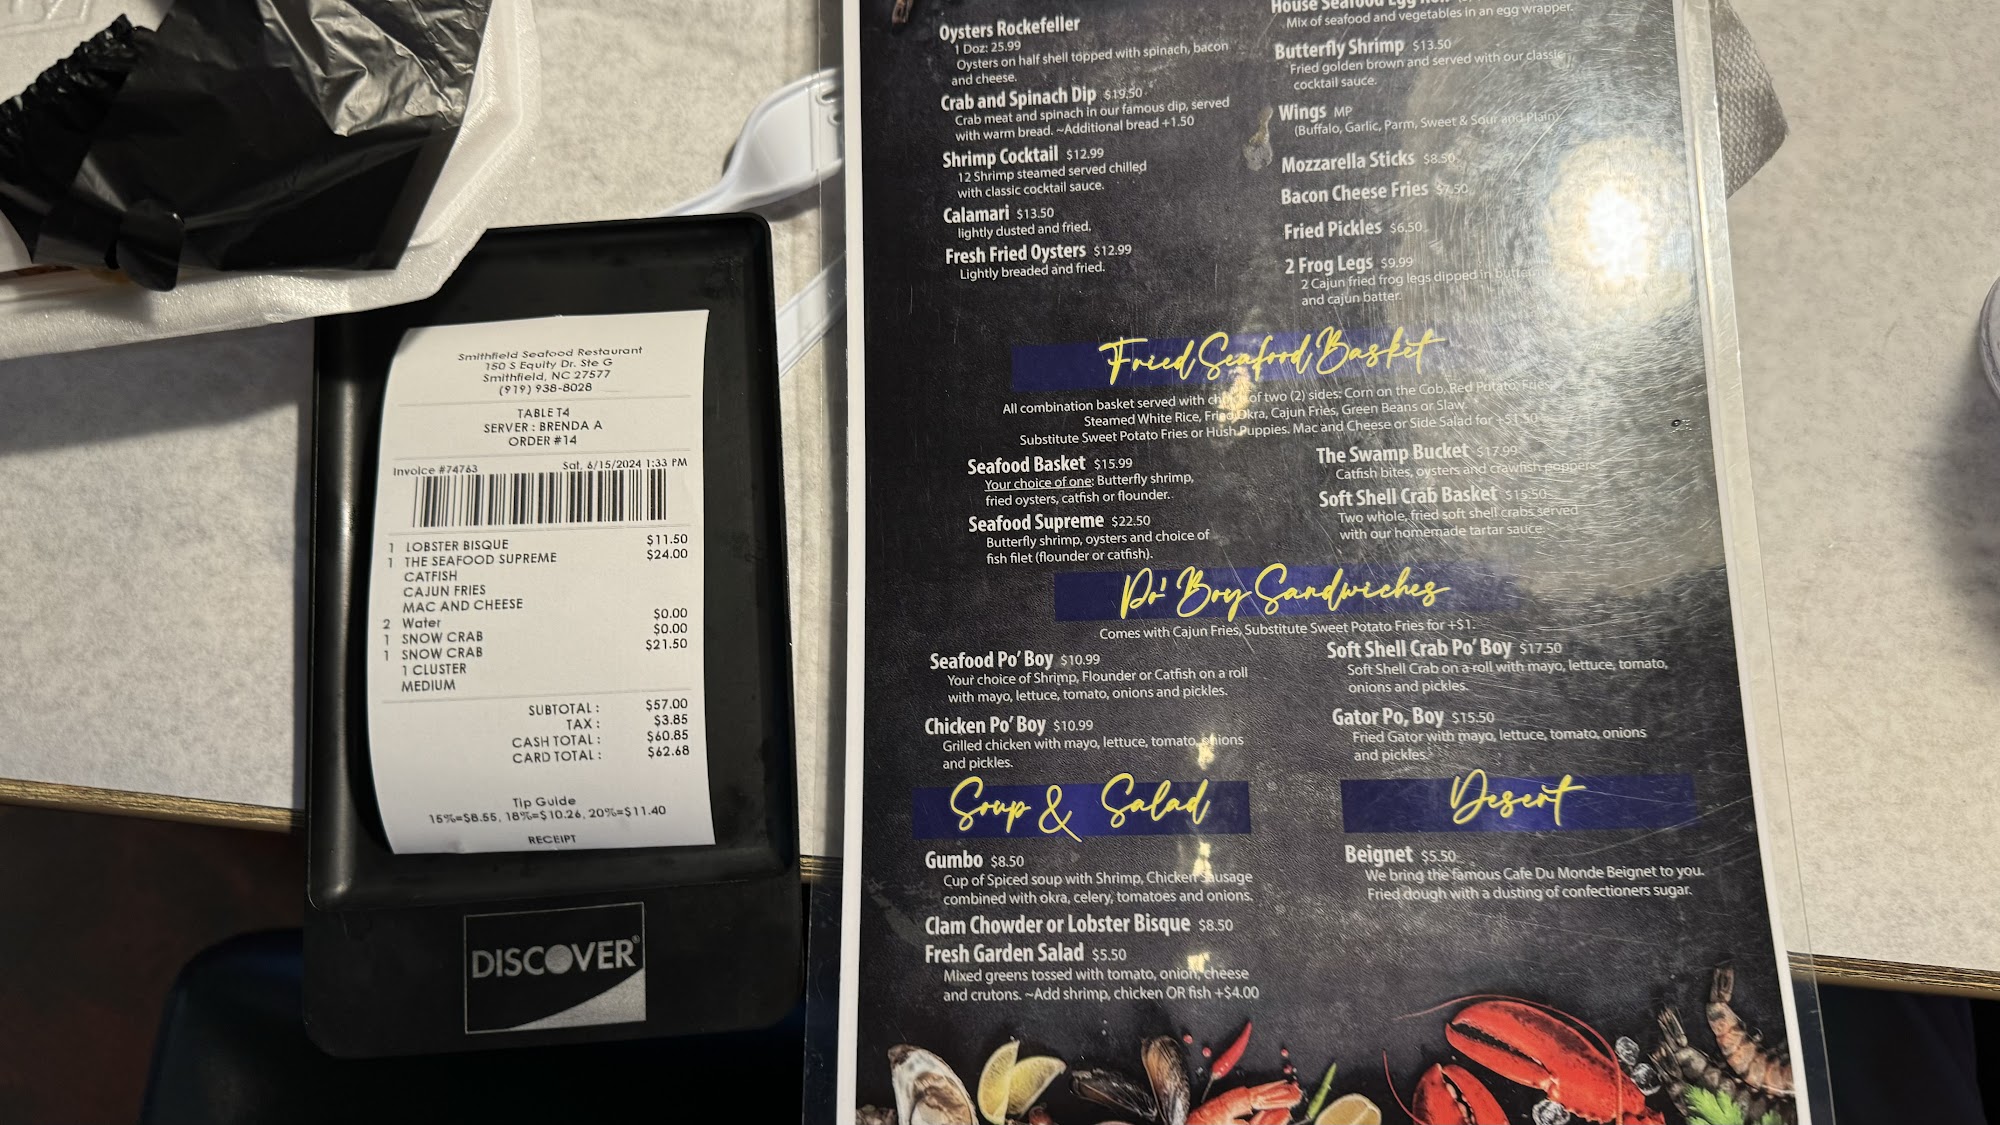 Smithfield Seafood Restaurant
150 S Equity Dr. Ste G
Smithfield, NC 27577
(919) 938-8028
TABLE T4
SERVER : BRENDA A
ORDER #14
Invoice #74763 Sat, 6/15/2024 1:33 PM
1 LOBSTER BISQUE $11.50
1 THE SEAFOOD SUPREME $24.00
CATFISH
CAJUN FRIES
MAC AND CHEESE
2 Water $0.00
1 SNOW CRAB $0.00
1 SNOW CRAB $21.50
1 CLUSTER
MEDIUM
SUBTOTAL : $57.00
TAX : $3.85
CASH TOTAL : $60.85
CARD TOTAL : $62.68
Tip Guide
15%=$8.55, 18%=$10.26, 20%=$11.40
RECEIPT
DISCOVER®
Oysters Rockefeller
1 Doz: 25.99
Oysters on half shell topped with spinach, bacon
and cheese.
Crab and Spinach Dip $19.50
Crab meat and spinach in our famous dip, served
with warm bread. ~Additional bread +1.50
Shrimp Cocktail $12.99
12 Shrimp steamed served chilled
with classic cocktail sauce.
Calamari $13.50
lightly dusted and fried.
Fresh Fried Oysters $12.99
Lightly breaded and fried.
House Seafood Egg Roll
Mix of seafood and vegetables in an egg wrapper.
Butterfly Shrimp $13.50
Fried golden brown and served with our classic
cocktail sauce.
Wings MP
(Buffalo, Garlic, Parm, Sweet & Sour and Plain)
Mozzarella Sticks $8.50
Bacon Cheese Fries $7.50
Fried Pickles $6.50
2 Frog Legs $9.99
2 Cajun fried frog legs dipped in butter
and cajun batter.
Fried Seafood Basket
All combination basket served with choice of two (2) sides: Corn on the Cob, Red Potato, Fries,
Steamed White Rice, Fried Okra, Cajun Fries, Green Beans or Slaw.
Substitute Sweet Potato Fries or Hush Puppies. Mac and Cheese or Side Salad for +$1.50
Seafood Basket $15.99
Your choice of one: Butterfly shrimp,
fried oysters, catfish or flounder.
Seafood Supreme $22.50
Butterfly shrimp, oysters and choice of
fish filet (flounder or catfish).
The Swamp Bucket $17.99
Catfish bites, oysters and crawfish poppers.
Soft Shell Crab Basket $15.50
Two whole, fried soft shell crabs served
with our homemade tartar sauce.
Po' Boy Sandwiches
Comes with Cajun Fries, Substitute Sweet Potato Fries for +$1.
Seafood Po' Boy $10.99
Your choice of Shrimp, Flounder or Catfish on a roll
with mayo, lettuce, tomato, onions and pickles.
Chicken Po' Boy $10.99
Grilled chicken with mayo, lettuce, tomato, onions
and pickles.
Soft Shell Crab Po' Boy $17.50
Soft Shell Crab on a roll with mayo, lettuce, tomato,
onions and pickles.
Gator Po, Boy $15.50
Fried Gator with mayo, lettuce, tomato, onions
and pickles.
Soup & Salad
Gumbo $8.50
Cup of Spiced soup with Shrimp, Chicken Sausage
combined with okra, celery, tomatoes and onions.
Clam Chowder or Lobster Bisque $8.50
Fresh Garden Salad $5.50
Mixed greens tossed with tomato, onion, cheese
and crutons. ~Add shrimp, chicken OR fish +$4.00
Desert
Beignet $5.50
We bring the famous Cafe Du Monde Beignet to you.
Fried dough with a dusting of confectioners sugar.